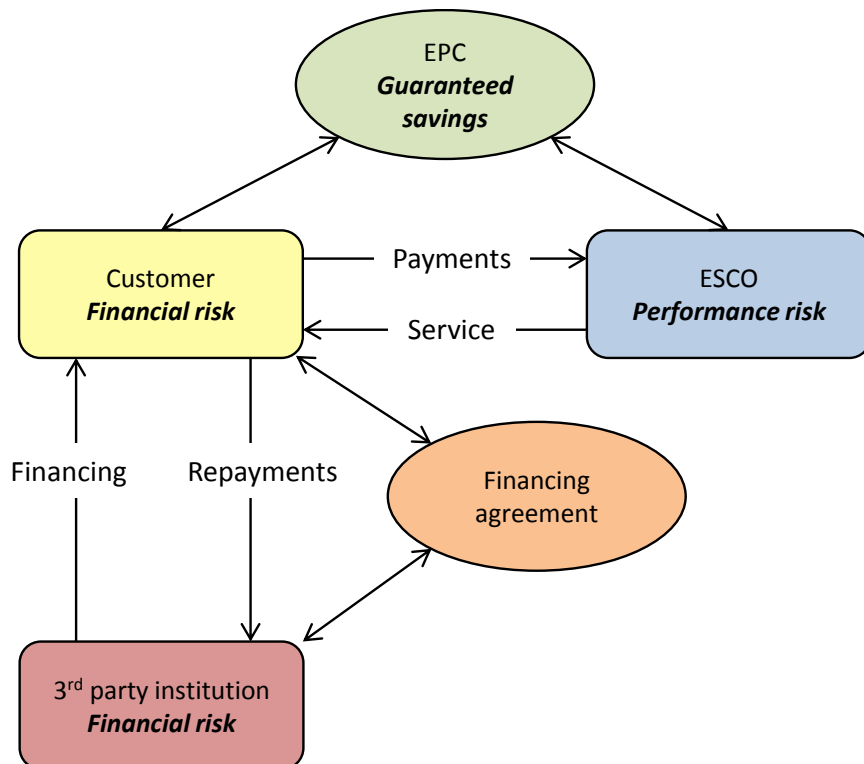 EPC
Guaranteed
savings
Customer
Financial risk
Payments
Service
ESCO
Performance risk
Financing
Repayments
Financing
agreement
3rd party institution
Financial risk